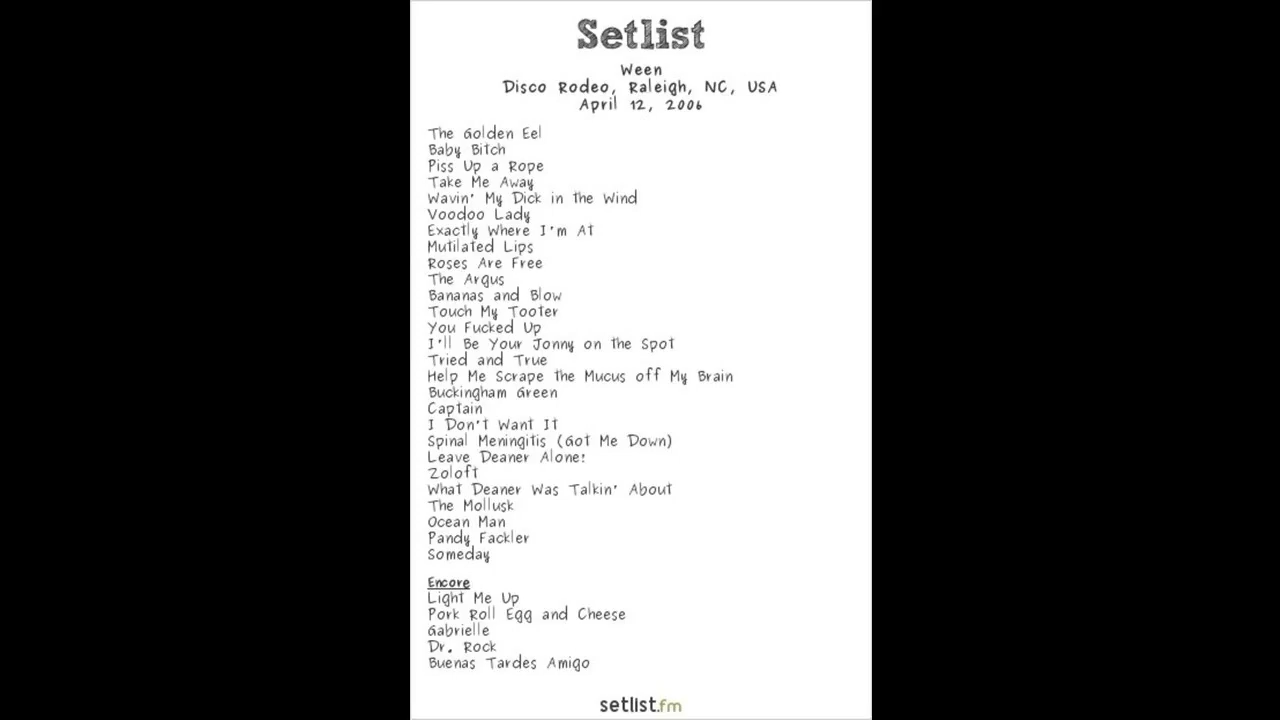 Setlist
Ween
Disco Rodeo, Raleigh, NC, USA
April 12, 2006
The Golden Eel
Baby Bitch
Piss Up a Rope
Take Me Away
Wavin' My Dick in the Wind
Voodoo Lady
Exactly Where I'm At
Mutilated Lips
Roses Are Free
The Argus
Bananas and Blow
Touch My Tooter
You Fucked Up
I'll Be Your Jonny on the Spot
Tried and True
Help Me Scrape the Mucus off My Brain
Buckingham Green
Captain
I Don't Want It
Spinal Meningitis (Got Me Down)
Leave Deaner Alone!
Zoloft
What Deaner Was Talkin' About
The Mollusk
Ocean Man
Pandy Fackler
Someday
Encore
Light Me Up
Pork Roll Egg and Cheese
Gabrielle
Dr. Rock
Buenas Tardes Amigo
setlist.fm